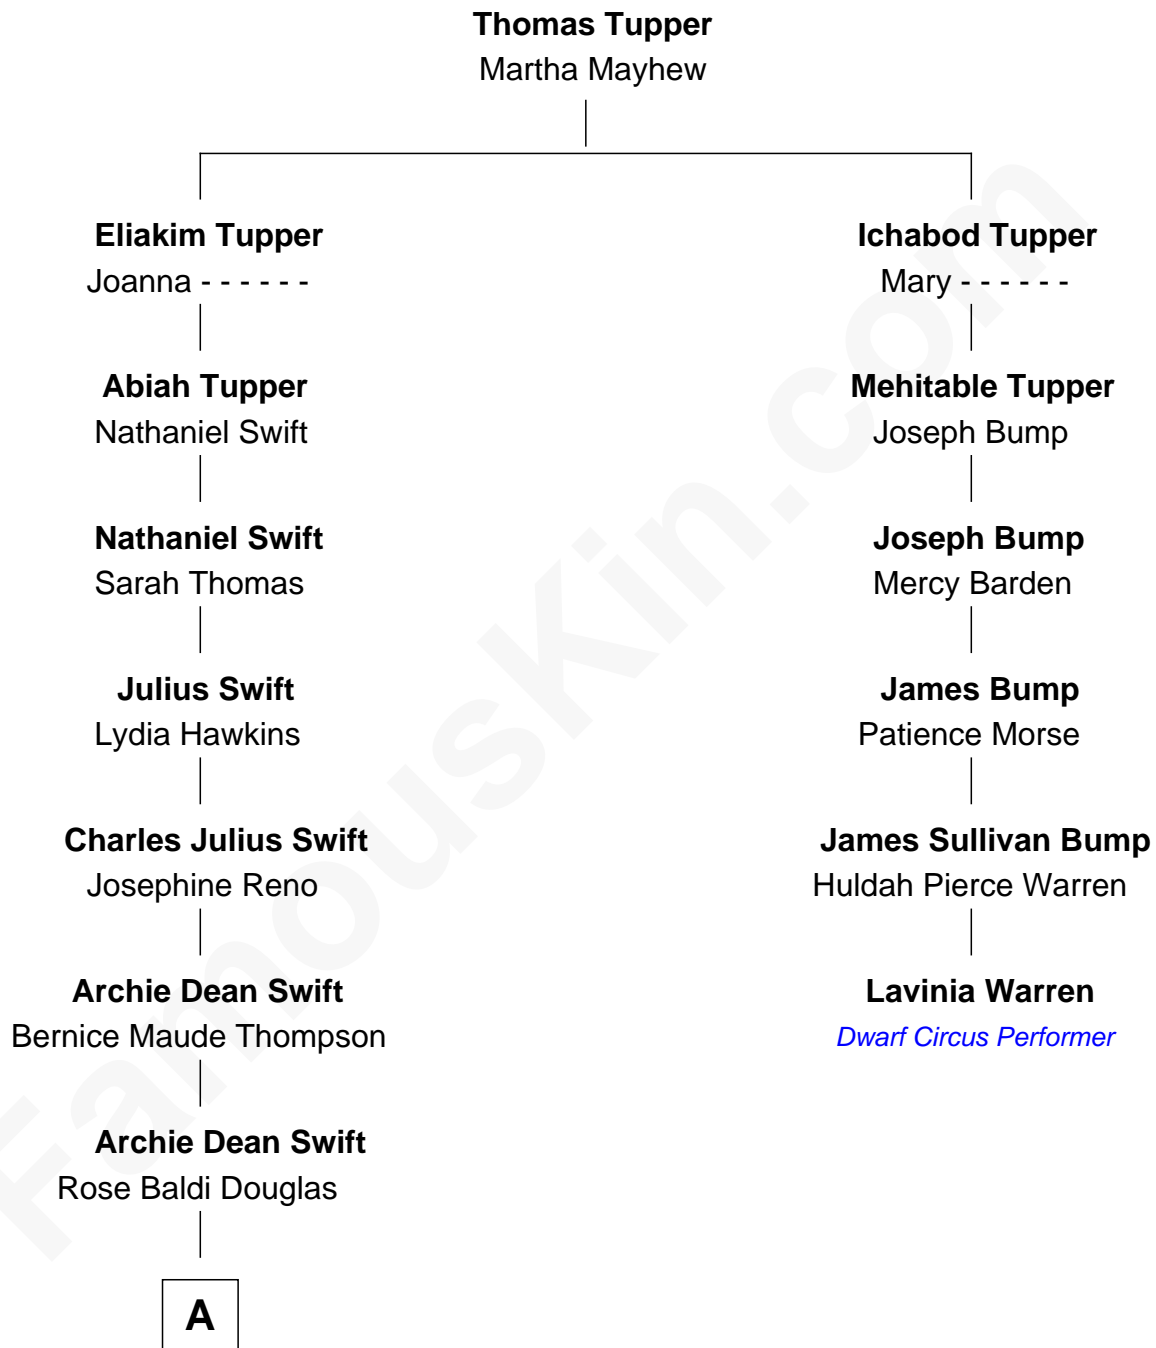 Thomas Tupper
Martha Mayhew
Eliakim Tupper
Joanna - - - - - -
Abiah Tupper
Nathaniel Swift
Nathaniel Swift
Sarah Thomas
Julius Swift
Lydia Hawkins
Charles Julius Swift
Josephine Reno
Archie Dean Swift
Bernice Maude Thompson
Archie Dean Swift
Rose Baldi Douglas
A
Ichabod Tupper
Mary - - - - - -
Mehitable Tupper
Joseph Bump
Joseph Bump
Mercy Barden
James Bump
Patience Morse
James Sullivan Bump
Huldah Pierce Warren
Lavinia Warren
Dwarf Circus Performer
FamousKin.com